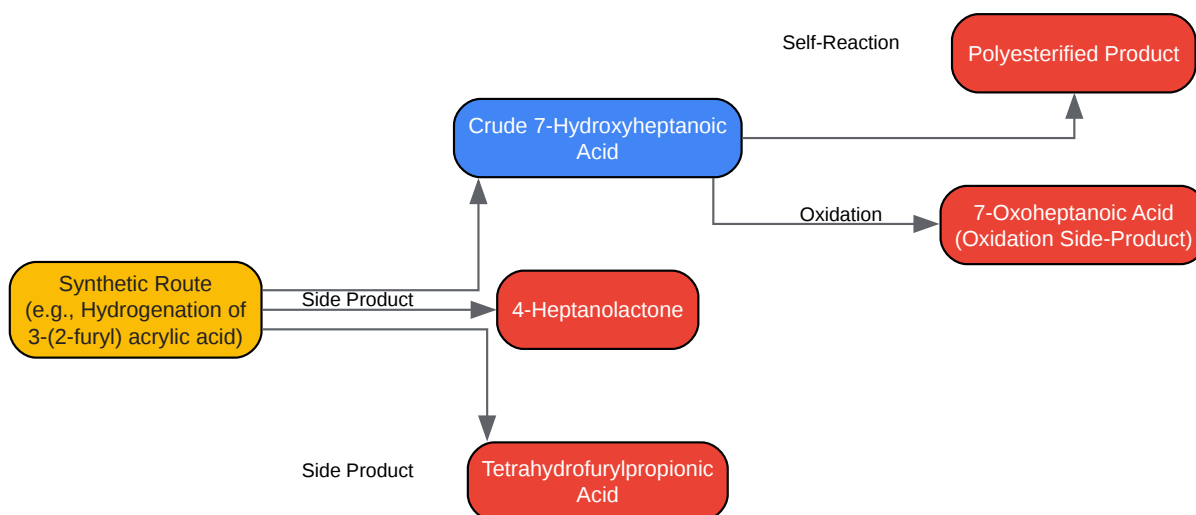 Self-Reaction
Polyesterified Product
Crude 7-Hydroxyheptanoic
Acid
Oxidation
7-Oxoheptanoic Acid
(Oxidation Side-Product)
Synthetic Route
(e.g., Hydrogenation of
3-(2-furyl) acrylic acid)
Side Product
4-Heptanolactone
Side Product
Tetrahydrofurylpropionic
Acid